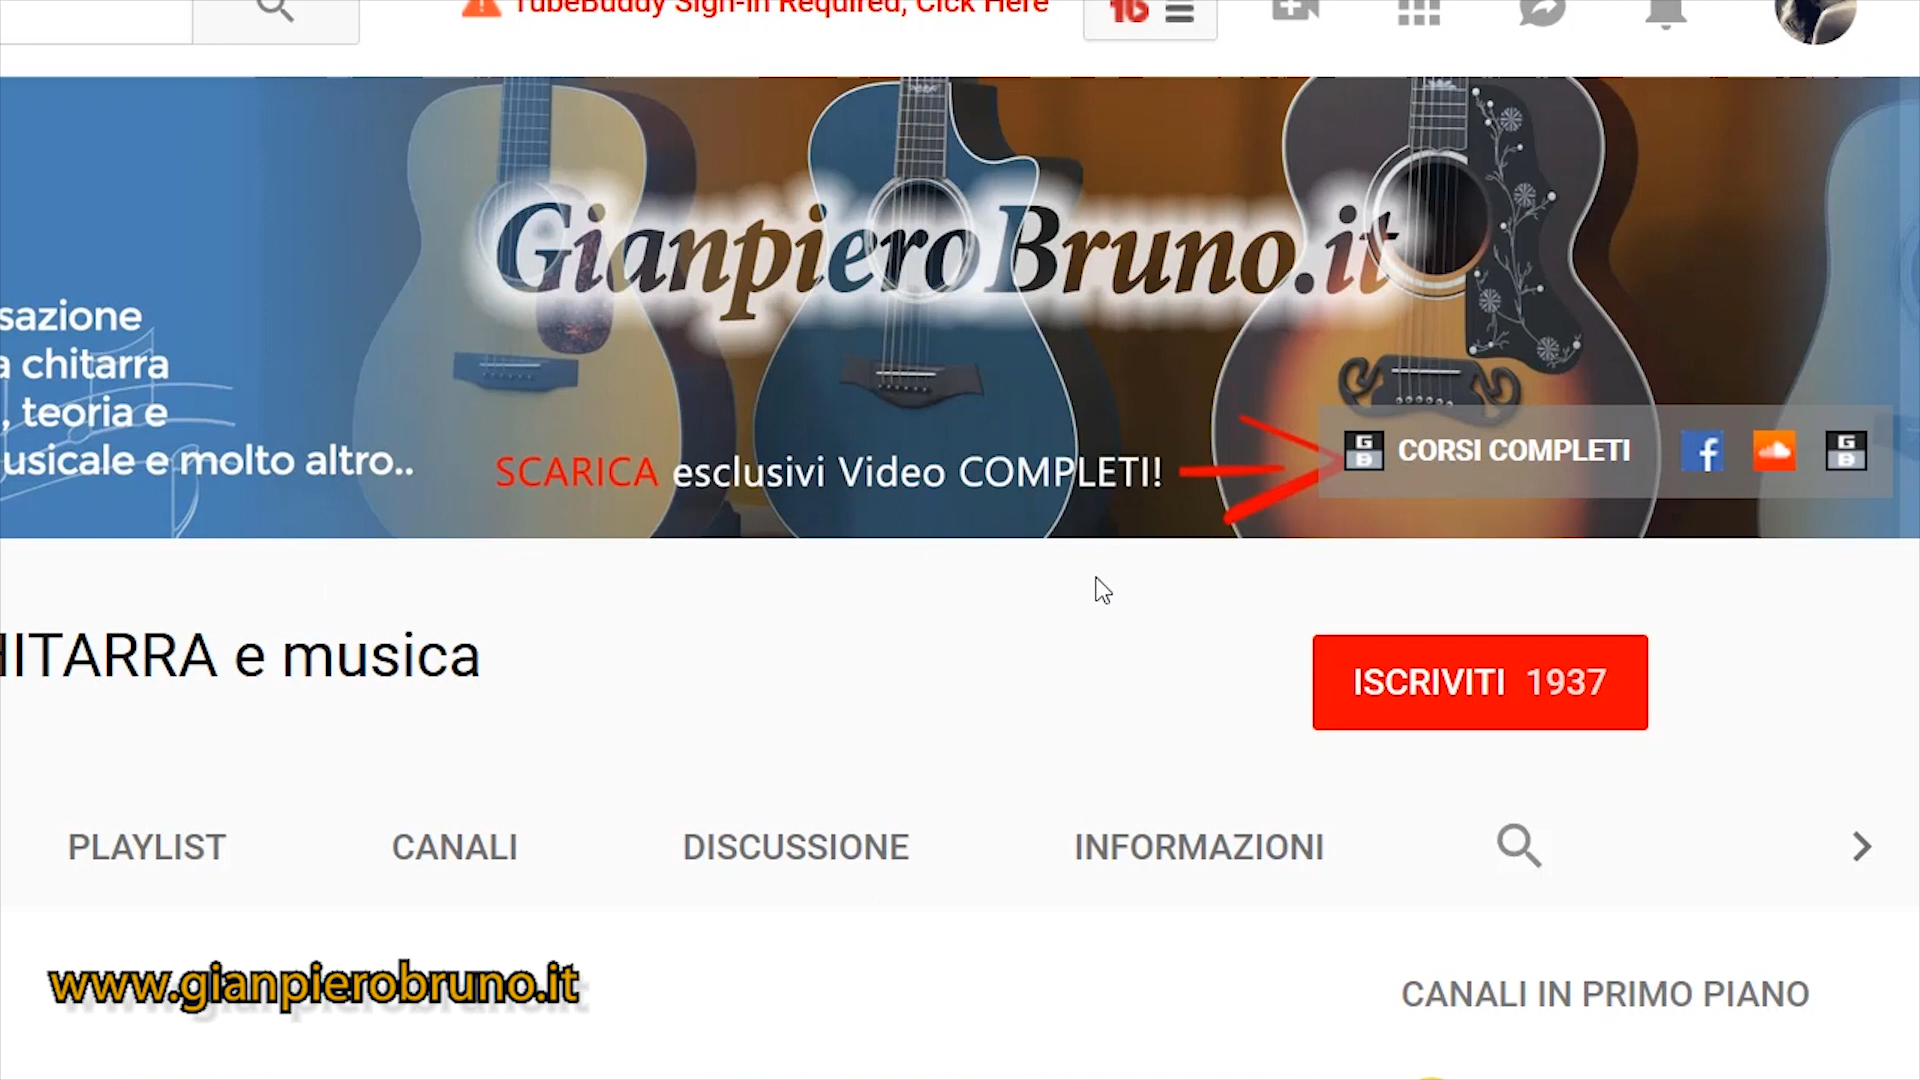 TubeBuddy Sign-in Required, Click Here
GianpieroBruno.it
sazione
a chitarra
, teoria e
usicale e molto altro..
SCARICA esclusivi Video COMPLETI!
CORSI COMPLETI
HITARRA e musica
ISCRIVITI 1937
PLAYLIST CANALI DISCUSSIONE INFORMAZIONI
www.gianpierobruno.it
CANALI IN PRIMO PIANO